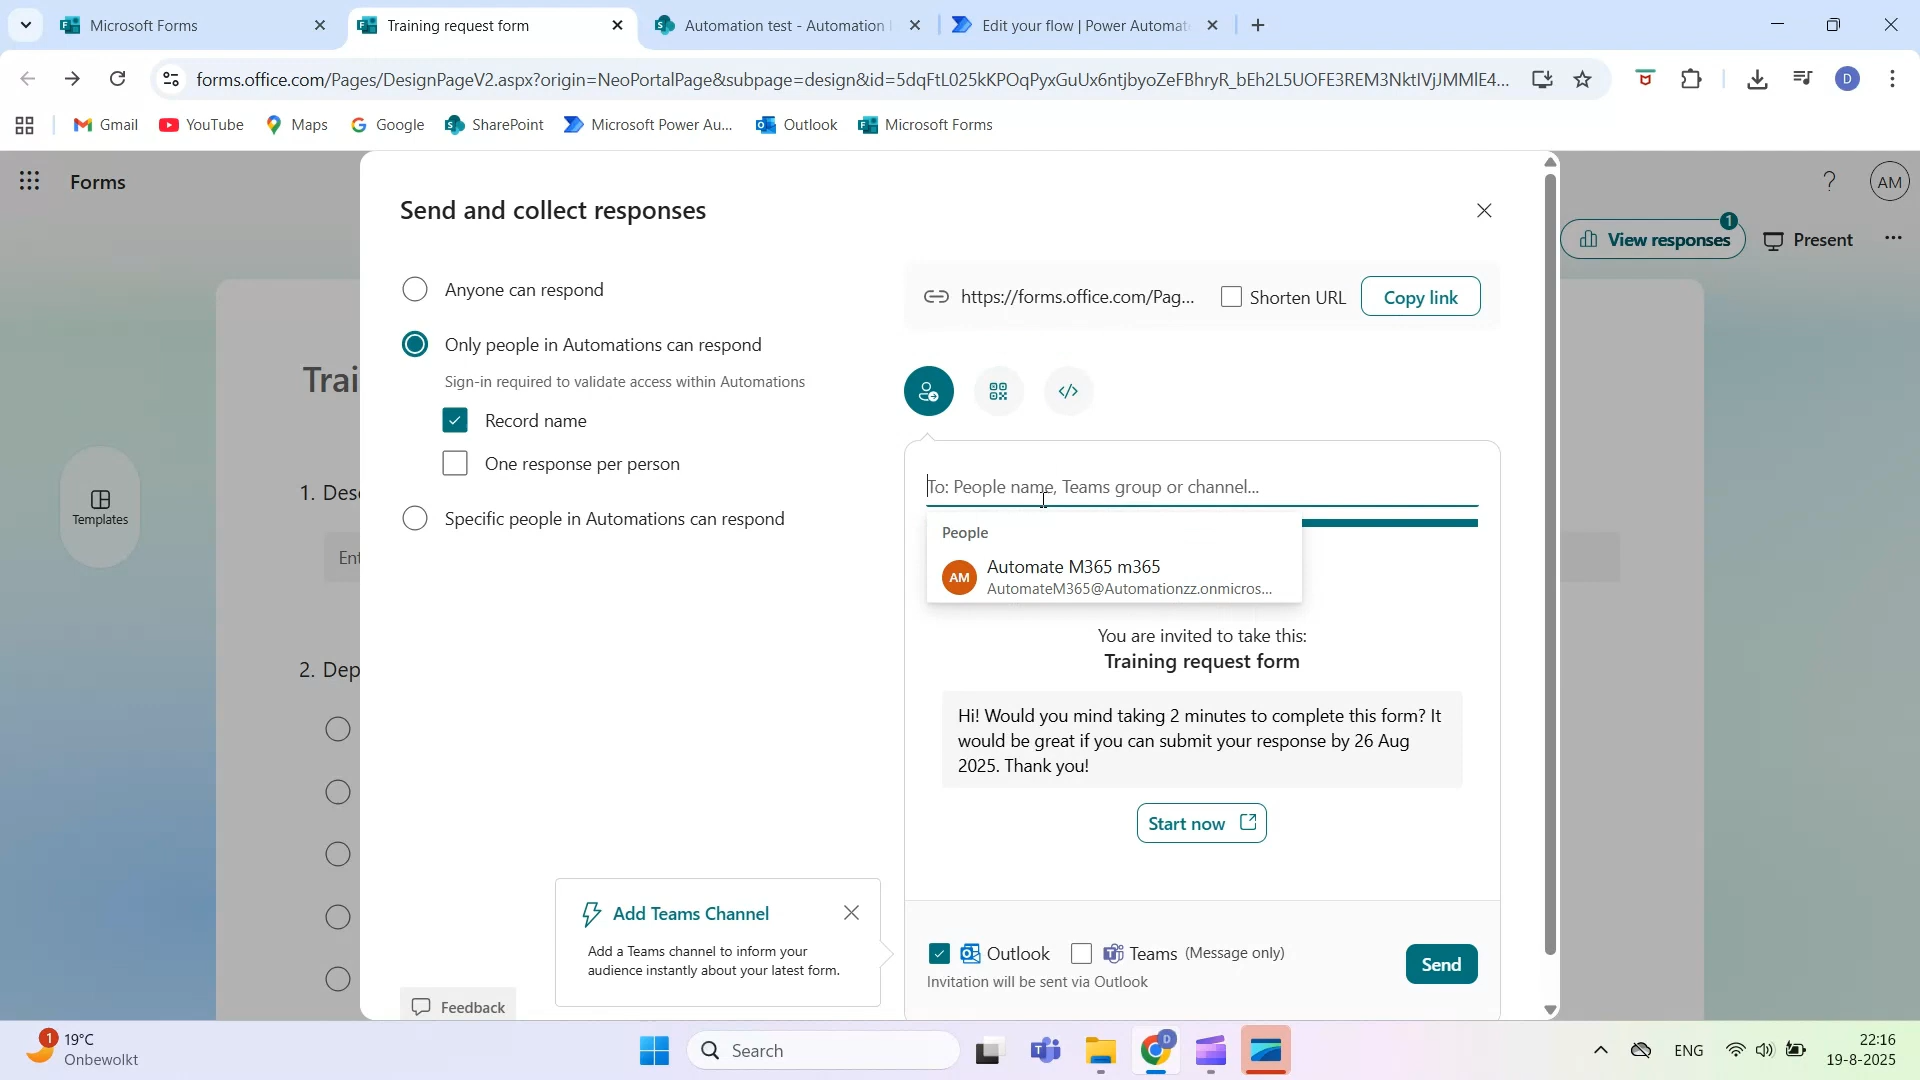 Microsoft Forms
Training request form
Automation test - Automation
Edit your flow | Power Automat
forms.office.com/Pages/DesignPageV2.aspx?origin=NeoPortalPage&subpage=design&id=5dqFtL025kKPOqPyxGuUx6ntjbyoZeFBhryR_bEh2L5UOFE3REM3NktIVjJMMlE4...
D
Gmail
YouTube
Maps
Google
SharePoint
Microsoft Power Au...
Outlook
Microsoft Forms
Forms
?
AM
View responses
1
Present
Send and collect responses
Anyone can respond
Only people in Automations can respond
Sign-in required to validate access within Automations
Record name
One response per person
Specific people in Automations can respond
https://forms.office.com/Pag...
Shorten URL
Copy link
To: People name, Teams group or channel...
People
AM
Automate M365 m365
AutomateM365@Automationzz.onmicros...
You are invited to take this:
Training request form
Hi! Would you mind taking 2 minutes to complete this form? It
would be great if you can submit your response by 26 Aug
2025. Thank you!
Start now
Outlook
Teams (Message only)
Invitation will be sent via Outlook
Send
Add Teams Channel
Add a Teams channel to inform your
audience instantly about your latest form.
Feedback
Trai
1. Des
Ent
2. Dep
Templates
1
19°C
Onbewolkt
Search
D
ENG
22:16
19-8-2025